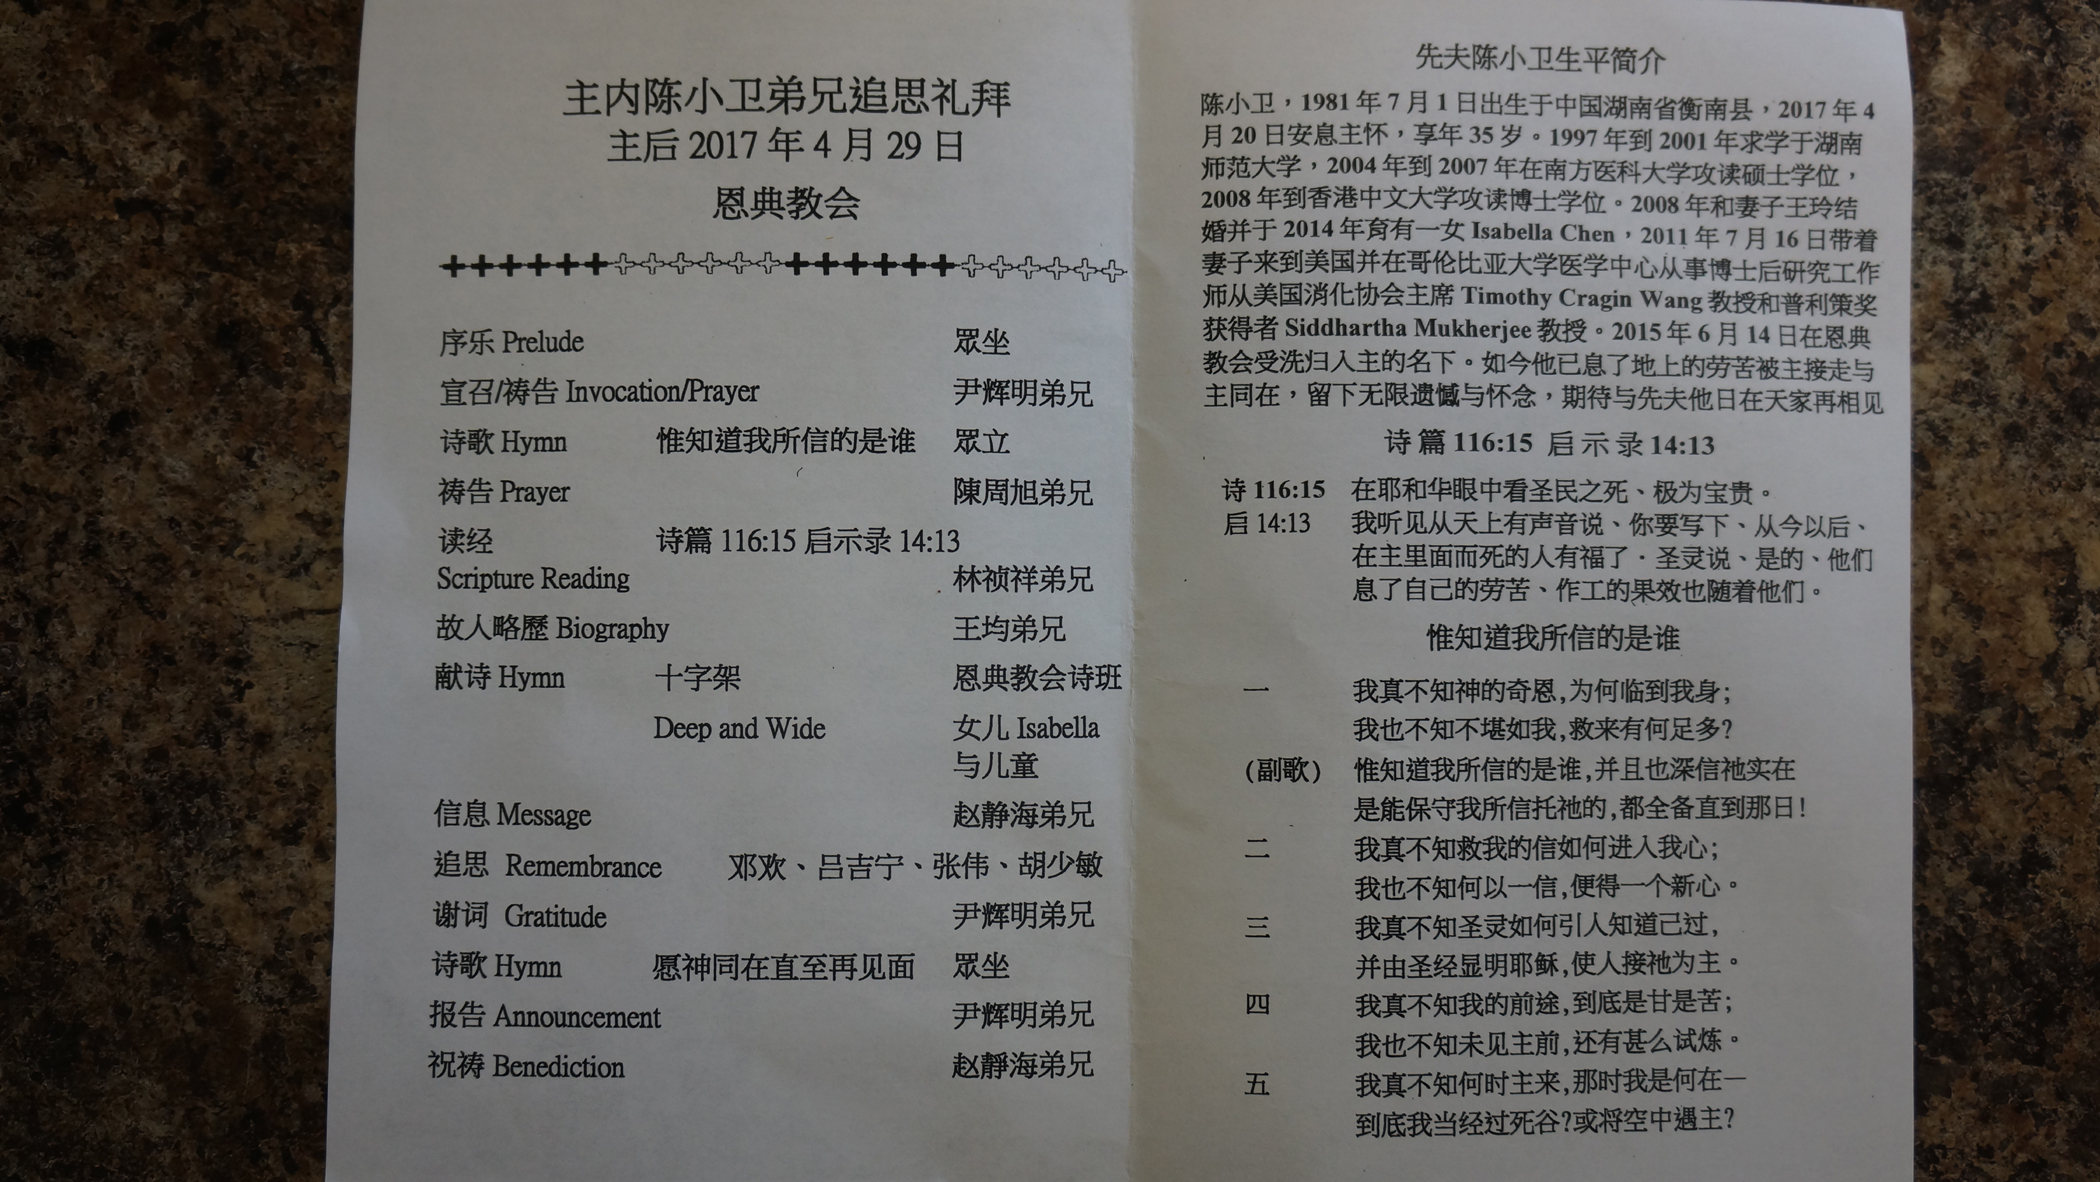 主内陈小卫弟兄追思礼拜
主后 2017 年 4 月 29 日
恩典教会
序乐 Prelude 眾坐
宣召/祷告 Invocation/Prayer 尹辉明弟兄
诗歌 Hymn 惟知道我所信的是谁 眾立
祷告 Prayer 陳周旭弟兄
读经 诗篇 116:15 启示录 14:13
Scripture Reading 林祯祥弟兄
故人略歷 Biography 王均弟兄
献诗 Hymn 十字架 恩典教会诗班
Deep and Wide 女儿 Isabella
与儿童
信息 Message 赵静海弟兄
追思 Remembrance 邓欢、吕吉宁、张伟、胡少敏
谢词 Gratitude 尹辉明弟兄
诗歌 Hymn 愿神同在直至再见面 眾坐
报告 Announcement 尹辉明弟兄
祝祷 Benediction 赵靜海弟兄
先夫陈小卫生平简介
陈小卫，1981 年 7 月 1 日出生于中国湖南省衡南县，2017 年 4
月 20 日安息主怀，享年 35 岁。1997 年到 2001 年求学于湖南
师范大学，2004 年到 2007 年在南方医科大学攻读硕士学位，
2008 年到香港中文大学攻读博士学位。2008 年和妻子王玲结
婚并于 2014 年育有一女 Isabella Chen，2011 年 7 月 16 日带着
妻子来到美国并在哥伦比亚大学医学中心从事博士后研究工作
师从美国消化协会主席 Timothy Cragin Wang 教授和普利策奖
获得者 Siddhartha Mukherjee 教授。2015 年 6 月 14 日在恩典
教会受洗归入主的名下。如今他已息了地上的劳苦被主接走与
主同在，留下无限遗憾与怀念，期待与先夫他日在天家再相见
诗 篇 116:15 启 示 录 14:13
诗 116:15 在耶和华眼中看圣民之死、极为宝贵。
启 14:13 我听见从天上有声音说、你要写下、从今以后、
在主里面而死的人有福了．圣灵说、是的、他们
息了自己的劳苦、作工的果效也随着他们。
惟知道我所信的是谁
一 我真不知神的奇恩,为何临到我身;
我也不知不堪如我,救来有何足多?
(副歌) 惟知道我所信的是谁,并且也深信祂实在
是能保守我所信托祂的,都全备直到那日!
二 我真不知救我的信如何进入我心;
我也不知何以一信,便得一个新心。
三 我真不知圣灵如何引人知道己过,
并由圣经显明耶稣,使人接祂为主。
四 我真不知我的前途,到底是甘是苦;
我也不知未见主前,还有甚么试炼。
五 我真不知何时主来,那时我是何在—
到底我当经过死谷?或将空中遇主?